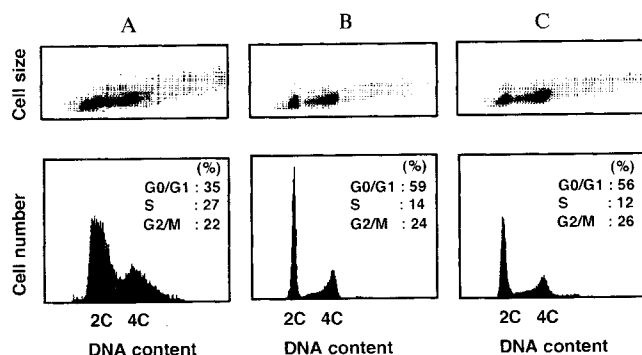 A B C
Cell size
Cell number
(%)
G0/G1 : 35
S : 27
G2/M : 22
(%)
G0/G1 : 59
S : 14
G2/M : 24
(%)
G0/G1 : 56
S : 12
G2/M : 26
2C 4C
2C 4C
2C 4C
DNA content
DNA content
DNA content